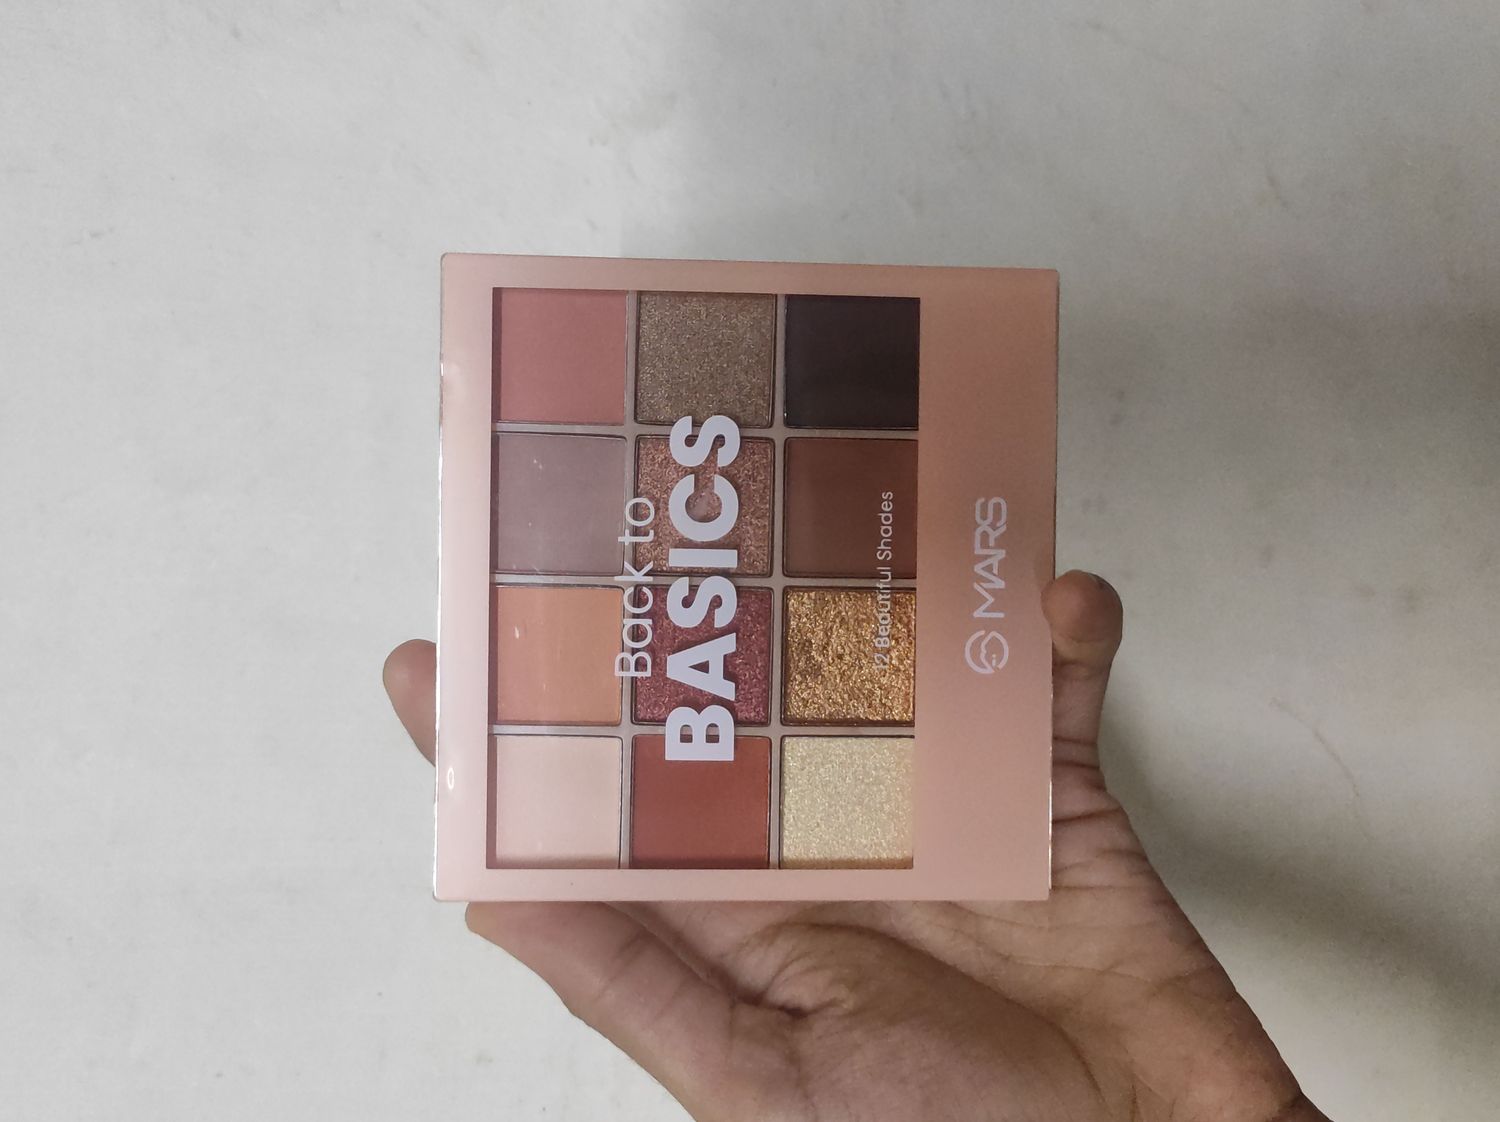 Back to
BASICS
12 Beautiful Shades
MARS